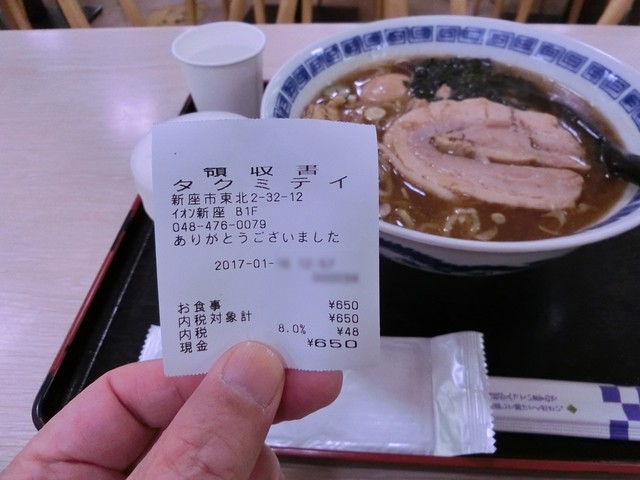 領収書
タクミテイ
新座市東北2-32-12
ｲｵﾝ新座 B1F
048-476-0079
ありがとうございました
2017-01-
お食事 ¥650
内税対象計 ¥650
内税 8.0% ¥48
現金 ¥650